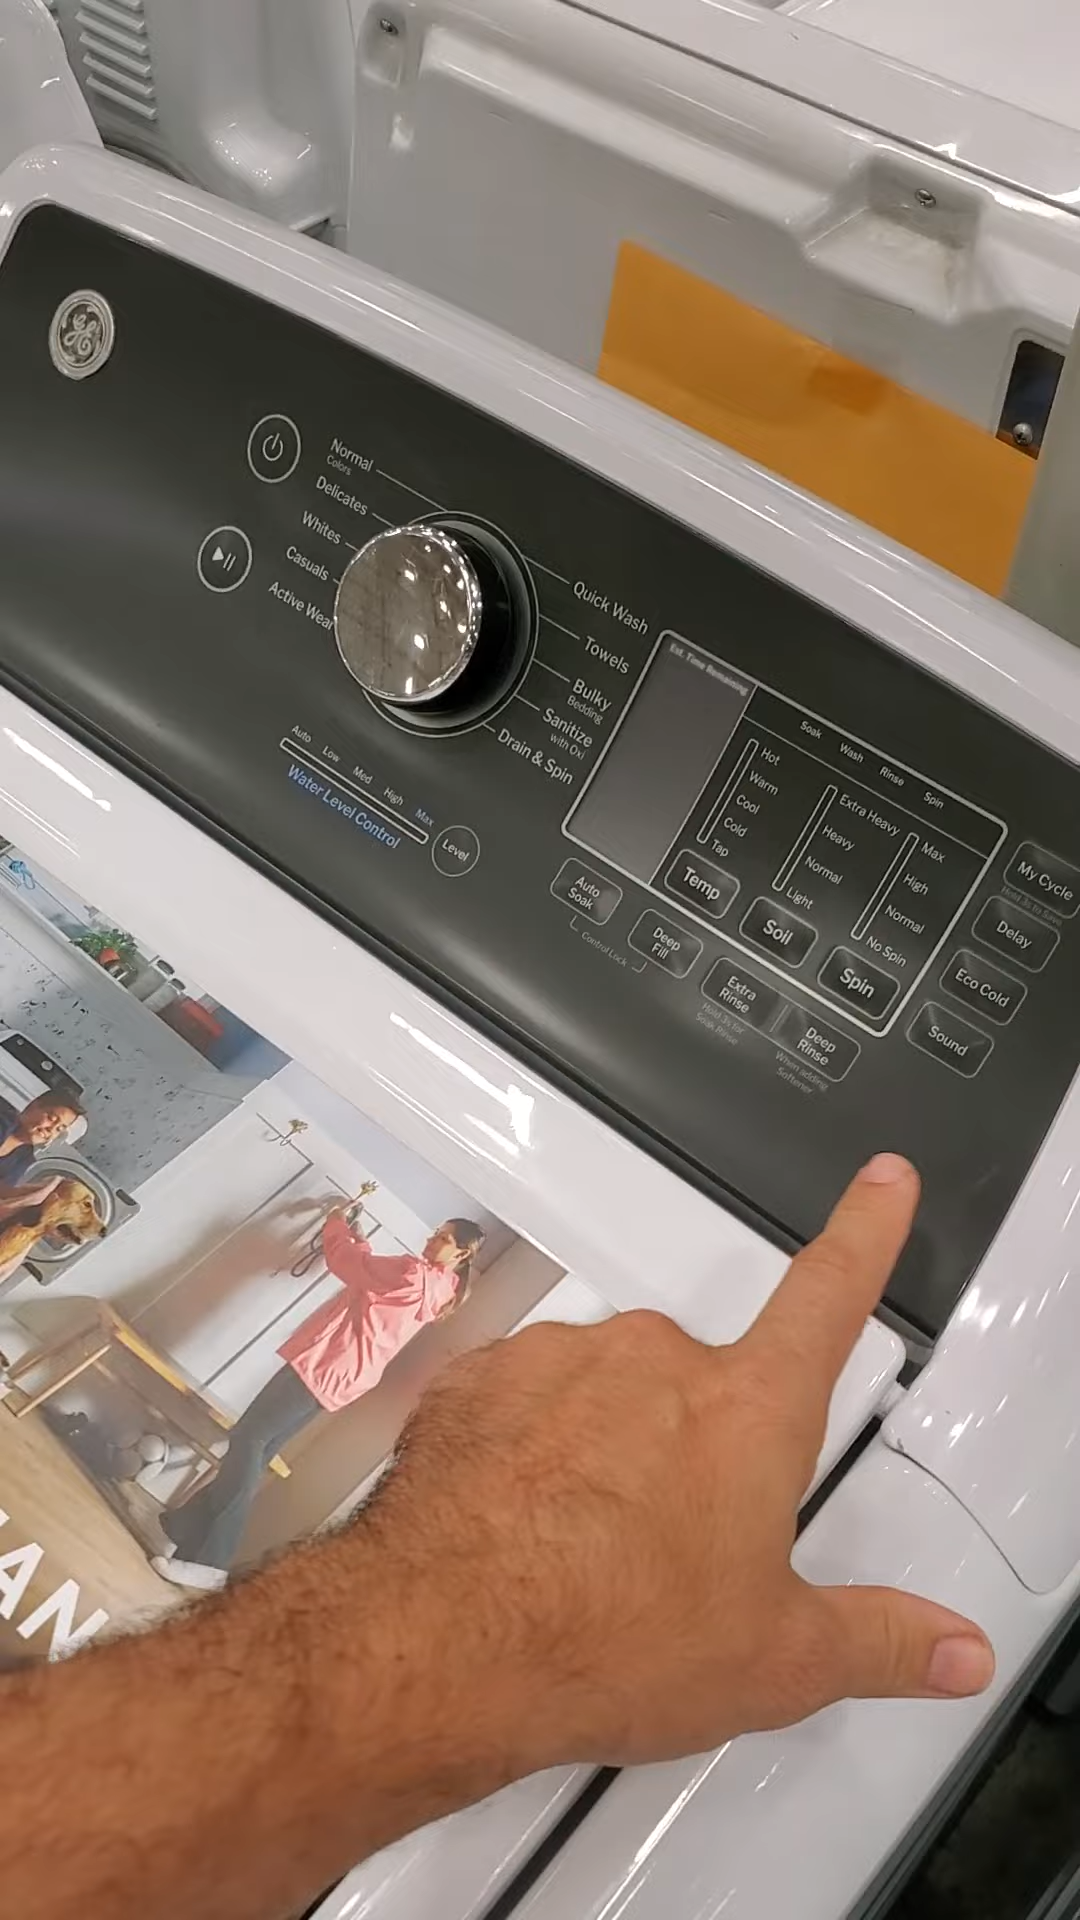 GE
Normal
Colors
Delicates
Whites
Casuals
Active Wear
Quick Wash
Towels
Bulky
Bedding
Sanitize
with Oxi
Drain & Spin
Auto Low Med High Max
Water Level Control
Level
Est. Time Remaining
Soak Wash Rinse Spin
Hot
Warm
Cool
Cold
Tap
Temp
Extra Heavy
Heavy
Normal
Light
Soil
Max
High
Normal
No Spin
Spin
Auto
Soak
Deep
Fill
Control Lock
Extra
Rinse
Hold 3s for
Soak Rinse
Deep
Rinse
When adding
Softener
My Cycle
Hold 3s to Save
Delay
Eco Cold
Sound
AN